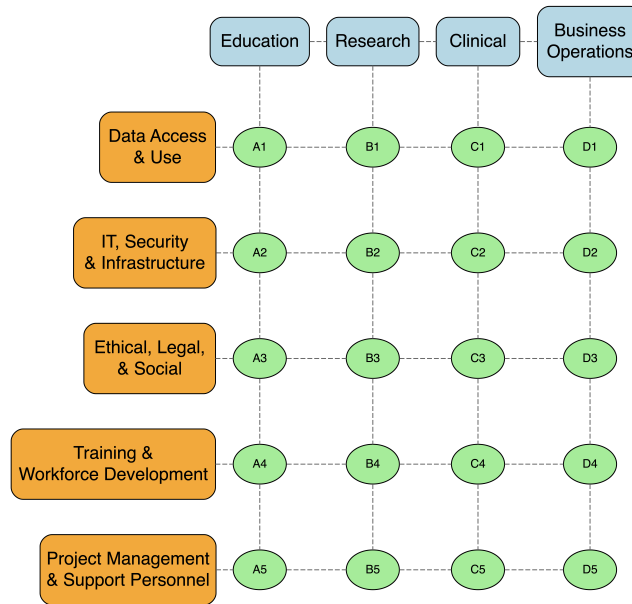 Education
Research
Clinical
Business
Operations
Data Access
& Use
A1
B1
C1
D1
IT, Security
& Infrastructure
A2
B2
C2
D2
Ethical, Legal,
& Social
A3
B3
C3
D3
Training &
Workforce Development
A4
B4
C4
D4
Project Management
& Support Personnel
A5
B5
C5
D5